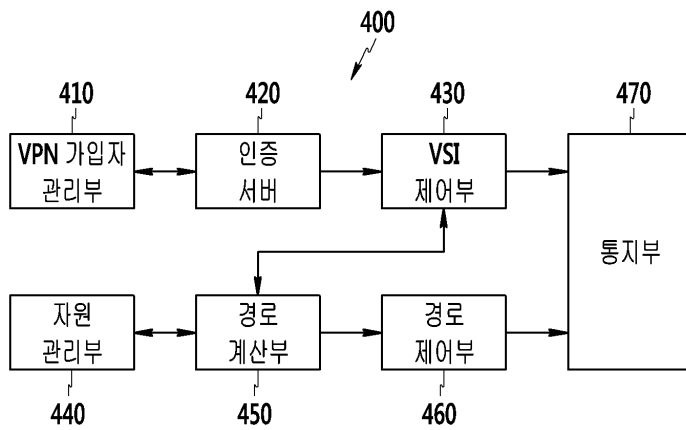 400
410
420
430
470
VPN 가입자
관리부
인증
서버
VSI
제어부
통지부
자원
관리부
경로
계산부
경로
제어부
440
450
460